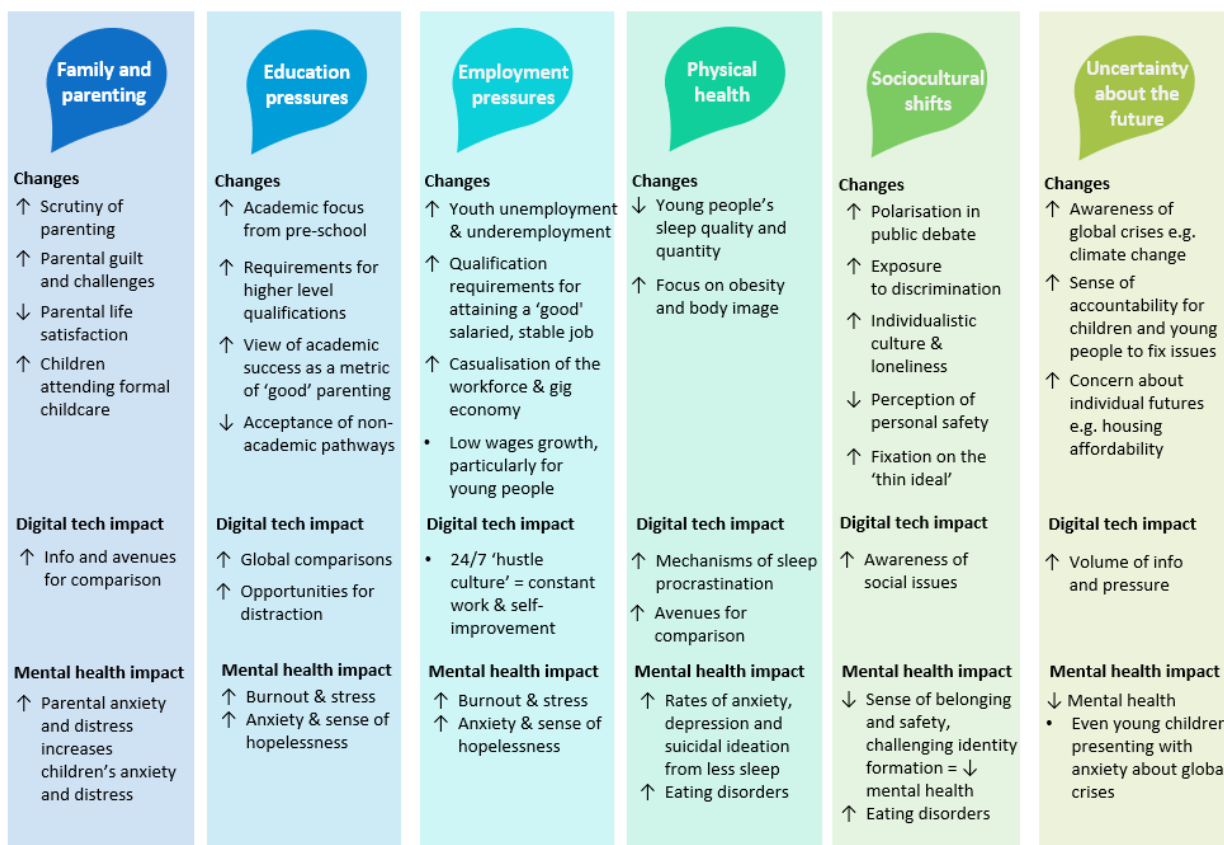 Family and
parenting
Changes
↑ Scrutiny of
parenting
↑ Parental guilt
and challenges
↓ Parental life
satisfaction
↑ Children
attending formal
childcare
Digital tech impact
↑ Info and avenues
for comparison
Mental health impact
↑ Parental anxiety
and distress
increases
children's anxiety
and distress
Education
pressures
Changes
↑ Academic focus
from pre-school
↑ Requirements for
higher level
qualifications
↑ View of academic
success as a metric
of 'good' parenting
↓ Acceptance of non-
academic pathways
Digital tech impact
↑ Global comparisons
↑ Opportunities for
distraction
Mental health impact
↑ Burnout & stress
↑ Anxiety & sense of
hopelessness
Employment
pressures
Changes
↑ Youth unemployment
& underemployment
↑ Qualification
requirements for
attaining a 'good'
salaried, stable job
↑ Casualisation of the
workforce & gig
economy
• Low wages growth,
particularly for
young people
Digital tech impact
• 24/7 'hustle
culture' = constant
work & self-
improvement
Mental health impact
↑ Burnout & stress
↑ Anxiety & sense of
hopelessness
Physical
health
Changes
↓ Young people's
sleep quality and
quantity
↑ Focus on obesity
and body image
Digital tech impact
↑ Mechanisms of sleep
procrastination
↑ Avenues for
comparison
Mental health impact
↑ Rates of anxiety,
depression and
suicidal ideation
from less sleep
↑ Eating disorders
Sociocultural
shifts
Changes
↑ Polarisation in
public debate
↑ Exposure
to discrimination
↑ Individualistic
culture &
loneliness
↓ Perception of
personal safety
↑ Fixation on the
'thin ideal'
Digital tech impact
↑ Awareness of
social issues
Mental health impact
↓ Sense of belonging
and safety,
challenging identity
formation = ↓
mental health
↑ Eating disorders
Uncertainty
about the
future
Changes
↑ Awareness of
global crises e.g.
climate change
↑ Sense of
accountability for
children and young
people to fix issues
↑ Concern about
individual futures
e.g. housing
affordability
Digital tech impact
↑ Volume of info
and pressure
Mental health impact
↓ Mental health
• Even young children
presenting with
anxiety about global
crises